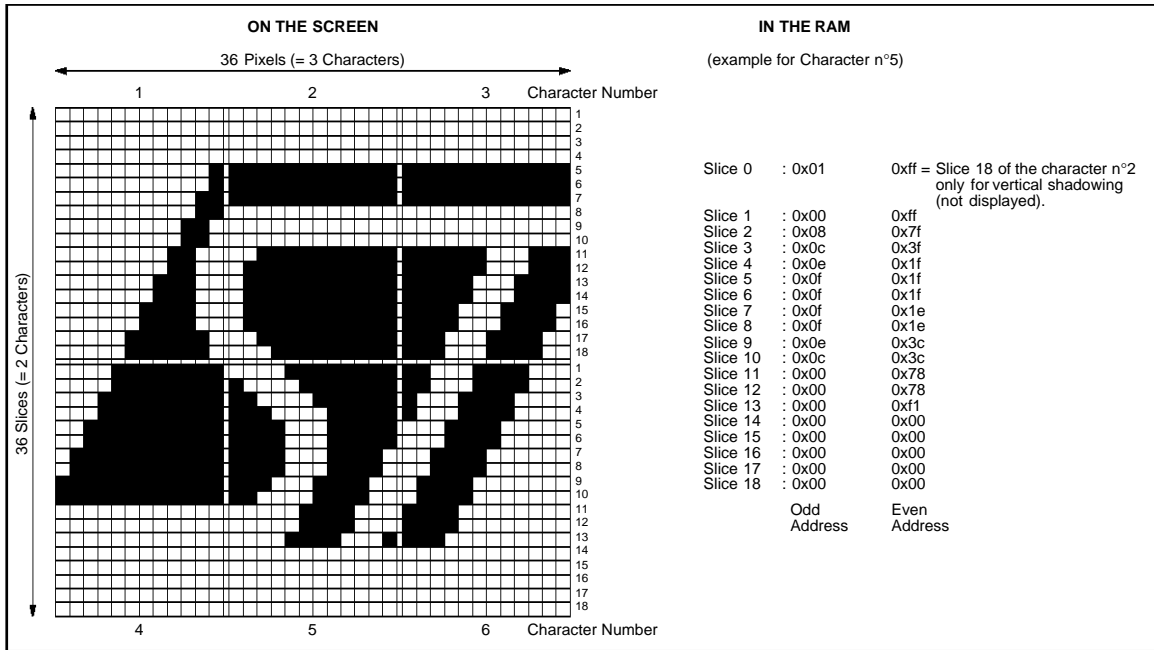 ON THE SCREEN
36 Pixels (= 3 Characters)
1 2 3 Character Number
36 Slices (= 2 Characters)
1
2
3
4
5
6
7
8
9
10
11
12
13
14
15
16
17
18
1
2
3
4
5
6
7
8
9
10
11
12
13
14
15
16
17
18
4 5 6 Character Number
IN THE RAM
(example for Character n°5)
Slice 0 : 0x01 0xff = Slice 18 of the character n°2
only for vertical shadowing
(not displayed).
Slice 1 : 0x00 0xff
Slice 2 : 0x08 0x7f
Slice 3 : 0x0c 0x3f
Slice 4 : 0x0e 0x1f
Slice 5 : 0x0f 0x1f
Slice 6 : 0x0f 0x1f
Slice 7 : 0x0f 0x1e
Slice 8 : 0x0f 0x1e
Slice 9 : 0x0e 0x3c
Slice 10 : 0x0c 0x3c
Slice 11 : 0x00 0x78
Slice 12 : 0x00 0x78
Slice 13 : 0x00 0xf1
Slice 14 : 0x00 0x00
Slice 15 : 0x00 0x00
Slice 16 : 0x00 0x00
Slice 17 : 0x00 0x00
Slice 18 : 0x00 0x00
Odd Even
Address Address